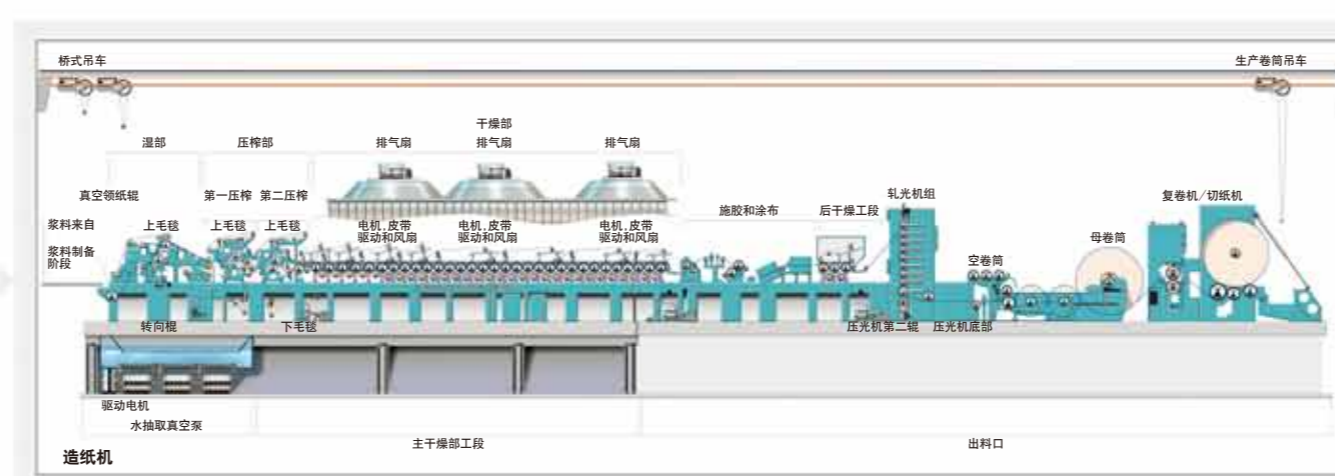 桥式吊车
生产卷筒吊车
干燥部
湿部
压榨部
排气扇
排气扇
排气扇
真空领纸辊
第一压榨 第二压榨
轧光机组
复卷机/切纸机
施胶和涂布
后干燥工段
浆料来自
上毛毯
上毛毯
上毛毯
电机，皮带
驱动和风扇
电机，皮带
驱动和风扇
电机，皮带
驱动和风扇
母卷筒
浆料制备
阶段
空卷筒
转向棍
下毛毯
压光机第二辊
压光机底部
驱动电机
水抽取真空泵
主干燥部工段
出料口
造纸机